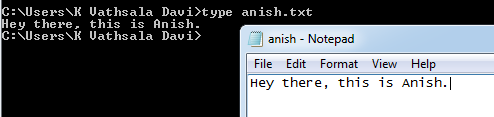 C:\Users\K Vathsala Davi>type anish.txt
Hey there, this is Anish.
C:\Users\K Vathsala Davi>
anish - Notepad
File Edit Format View Help
Hey there, this is Anish.